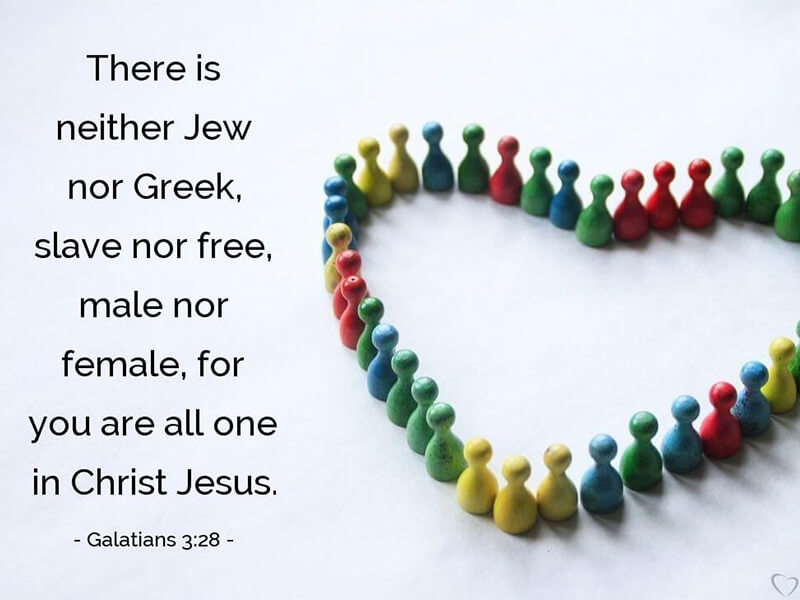 There is
neither Jew
nor Greek,
slave nor free,
male nor
female, for
you are all one
in Christ Jesus.
- Galatians 3:28 -